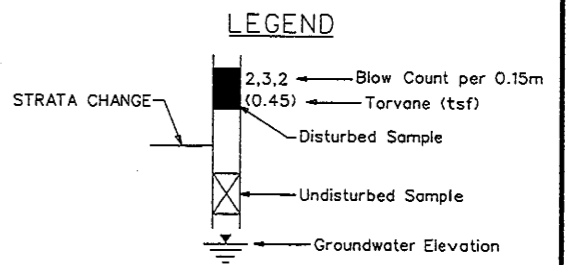 LEGEND
2,3,2
Blow Count per 0.15m
STRATA CHANGE
(0.45)
Torvane (tsf)
Disturbed Sample
Undisturbed Sample
Groundwater Elevation